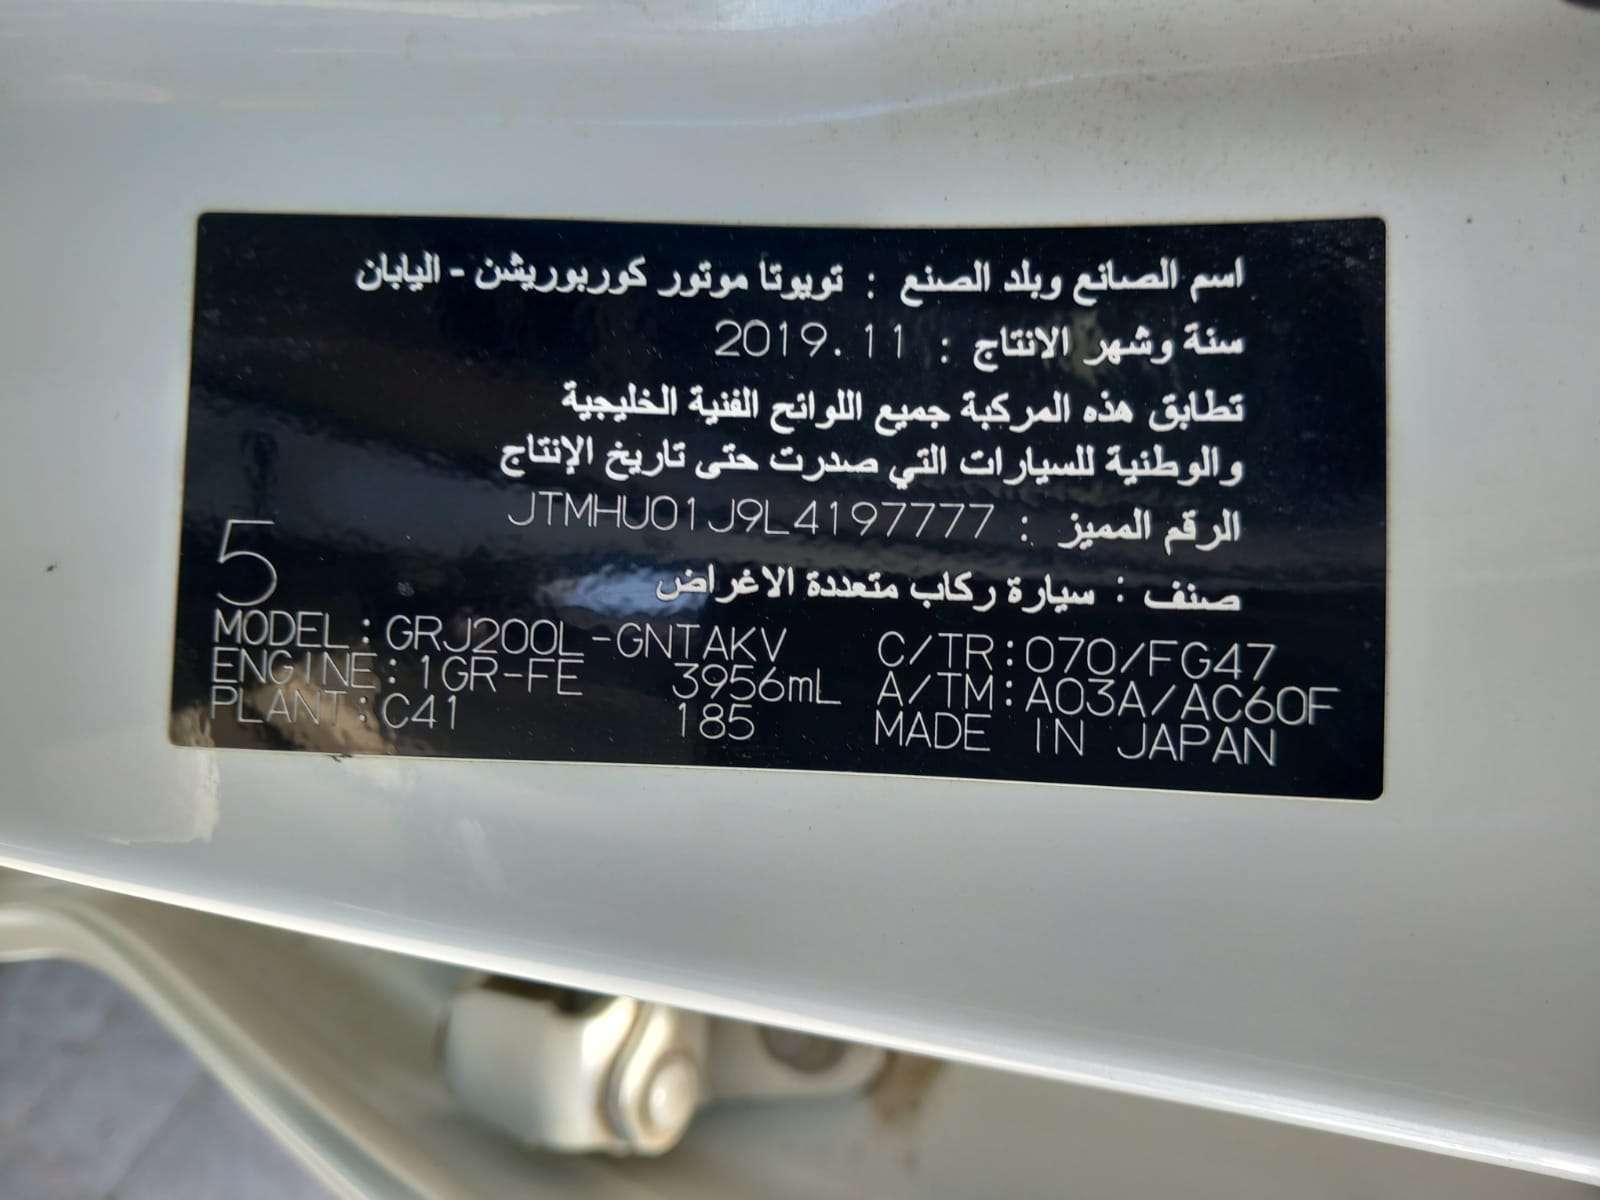 اسم الصانع وبلد الصنع : تويوتا موتور كوربوريشن - اليابان
سنة وشهر الانتاج : 2019.11
تطابق هذه المركبة جميع اللوائح الفنية الخليجية
والوطنية للسيارات التي صدرت حتى تاريخ الإنتاج
الرقم المميز : JTMHU01J9L4197777
صنف : سيارة ركاب متعددة الاغراض
5
MODEL:GRJ200L-GNTAKV C/TR:070/FG47
ENGINE:1GR-FE 3956mL A/TM:A03A/AC60F
PLANT:C41 185 MADE IN JAPAN